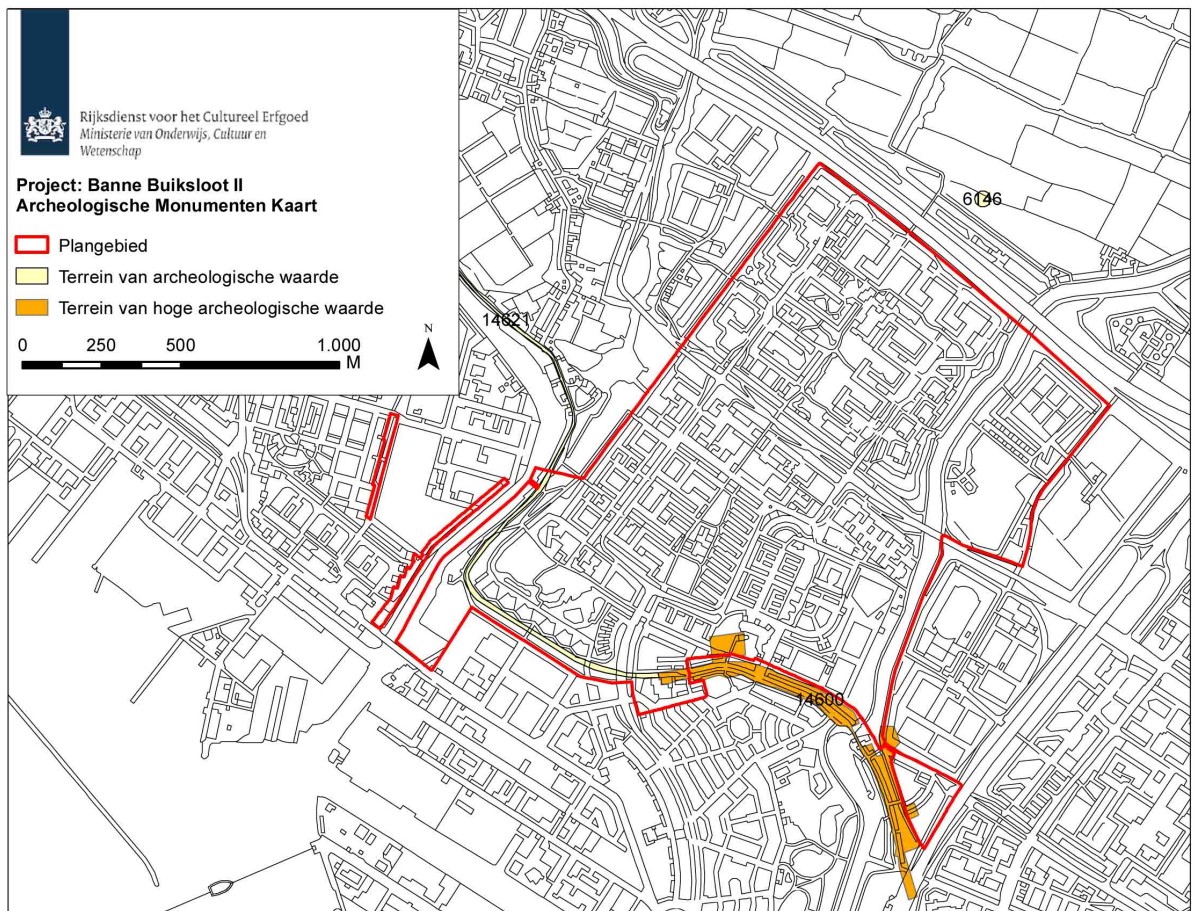 Rijksdienst voor het Cultureel Erfgoed
Ministerie van Onderwijs, Cultuur en
Wetenschap
Project: Banne Buiksloot II
Archeologische Monumenten Kaart
Plangebied
Terrein van archeologische waarde
Terrein van hoge archeologische waarde
0 250 500 1.000
M
N
6146
14621
14600